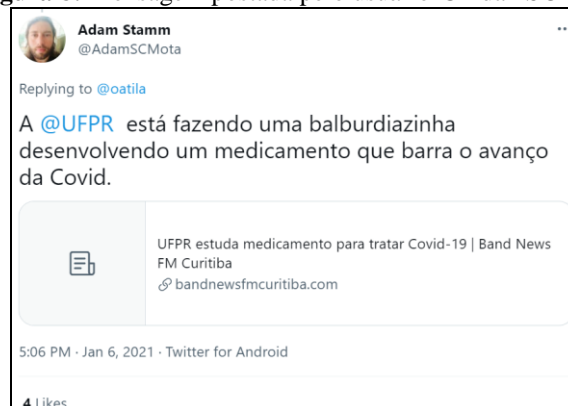 Adam Stamm
@AdamSCMota
Replying to @oatila
A @UFPR está fazendo uma balburdiazinha
desenvolvendo um medicamento que barra o avanço
da Covid.
UFPR estuda medicamento para tratar Covid-19 | Band News
FM Curitiba
bandnewsfmcuritiba.com
5:06 PM · Jan 6, 2021 · Twitter for Android
4 Likes